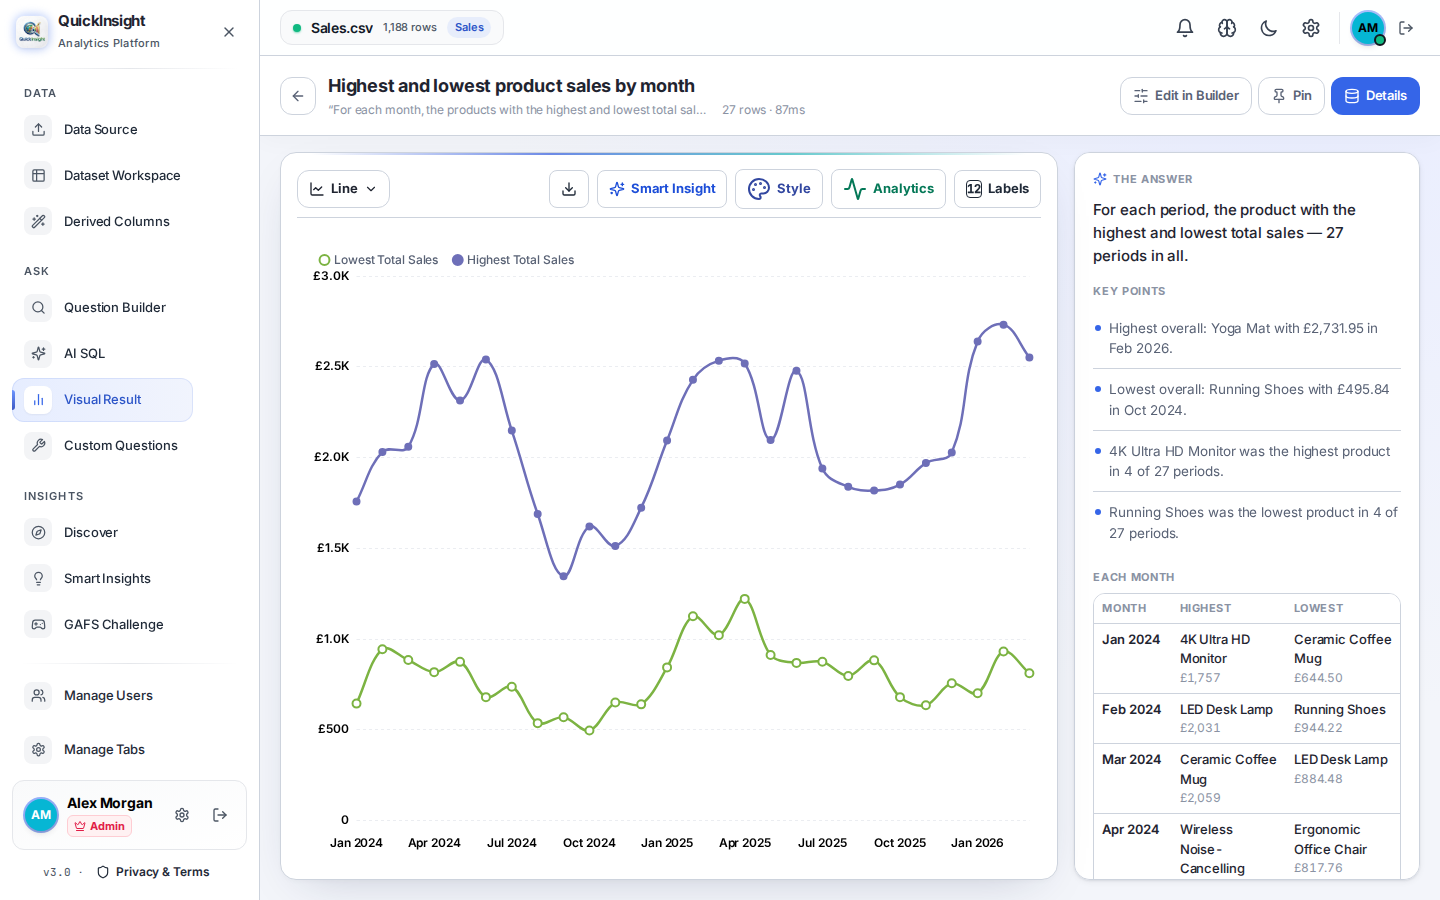 QuickInsight
Analytics Platform
DATA
Data Source
Dataset Workspace
Derived Columns
ASK
Question Builder
AI SQL
Visual Result
Custom Questions
INSIGHTS
Discover
Smart Insights
GAFS Challenge
Manage Users
Manage Tabs
AM
Alex Morgan
Admin
v3.0 ·
Privacy & Terms
Sales.csv 1,188 rows Sales
AM
Highest and lowest product sales by month
“For each month, the products with the highest and lowest total sal… 27 rows · 87ms
Edit in Builder
Pin
Details
Line
Smart Insight
Style
Analytics
12 Labels
Lowest Total Sales Highest Total Sales
£3.0K
£2.5K
£2.0K
£1.5K
£1.0K
£500
0
Jan 2024 Apr 2024 Jul 2024 Oct 2024 Jan 2025 Apr 2025 Jul 2025 Oct 2025 Jan 2026
THE ANSWER
For each period, the product with the
highest and lowest total sales — 27
periods in all.
KEY POINTS
Highest overall: Yoga Mat with £2,731.95 in
Feb 2026.
Lowest overall: Running Shoes with £495.84
in Oct 2024.
4K Ultra HD Monitor was the highest product
in 4 of 27 periods.
Running Shoes was the lowest product in 4 of
27 periods.
EACH MONTH
MONTH HIGHEST LOWEST
Jan 2024 4K Ultra HD Ceramic Coffee
Monitor Mug
£1,757 £644.50
Feb 2024 LED Desk Lamp Running Shoes
£2,031 £944.22
Mar 2024 Ceramic Coffee LED Desk Lamp
Mug £884.48
£2,059
Apr 2024 Wireless Ergonomic
Noise- Office Chair
Cancelling £817.76